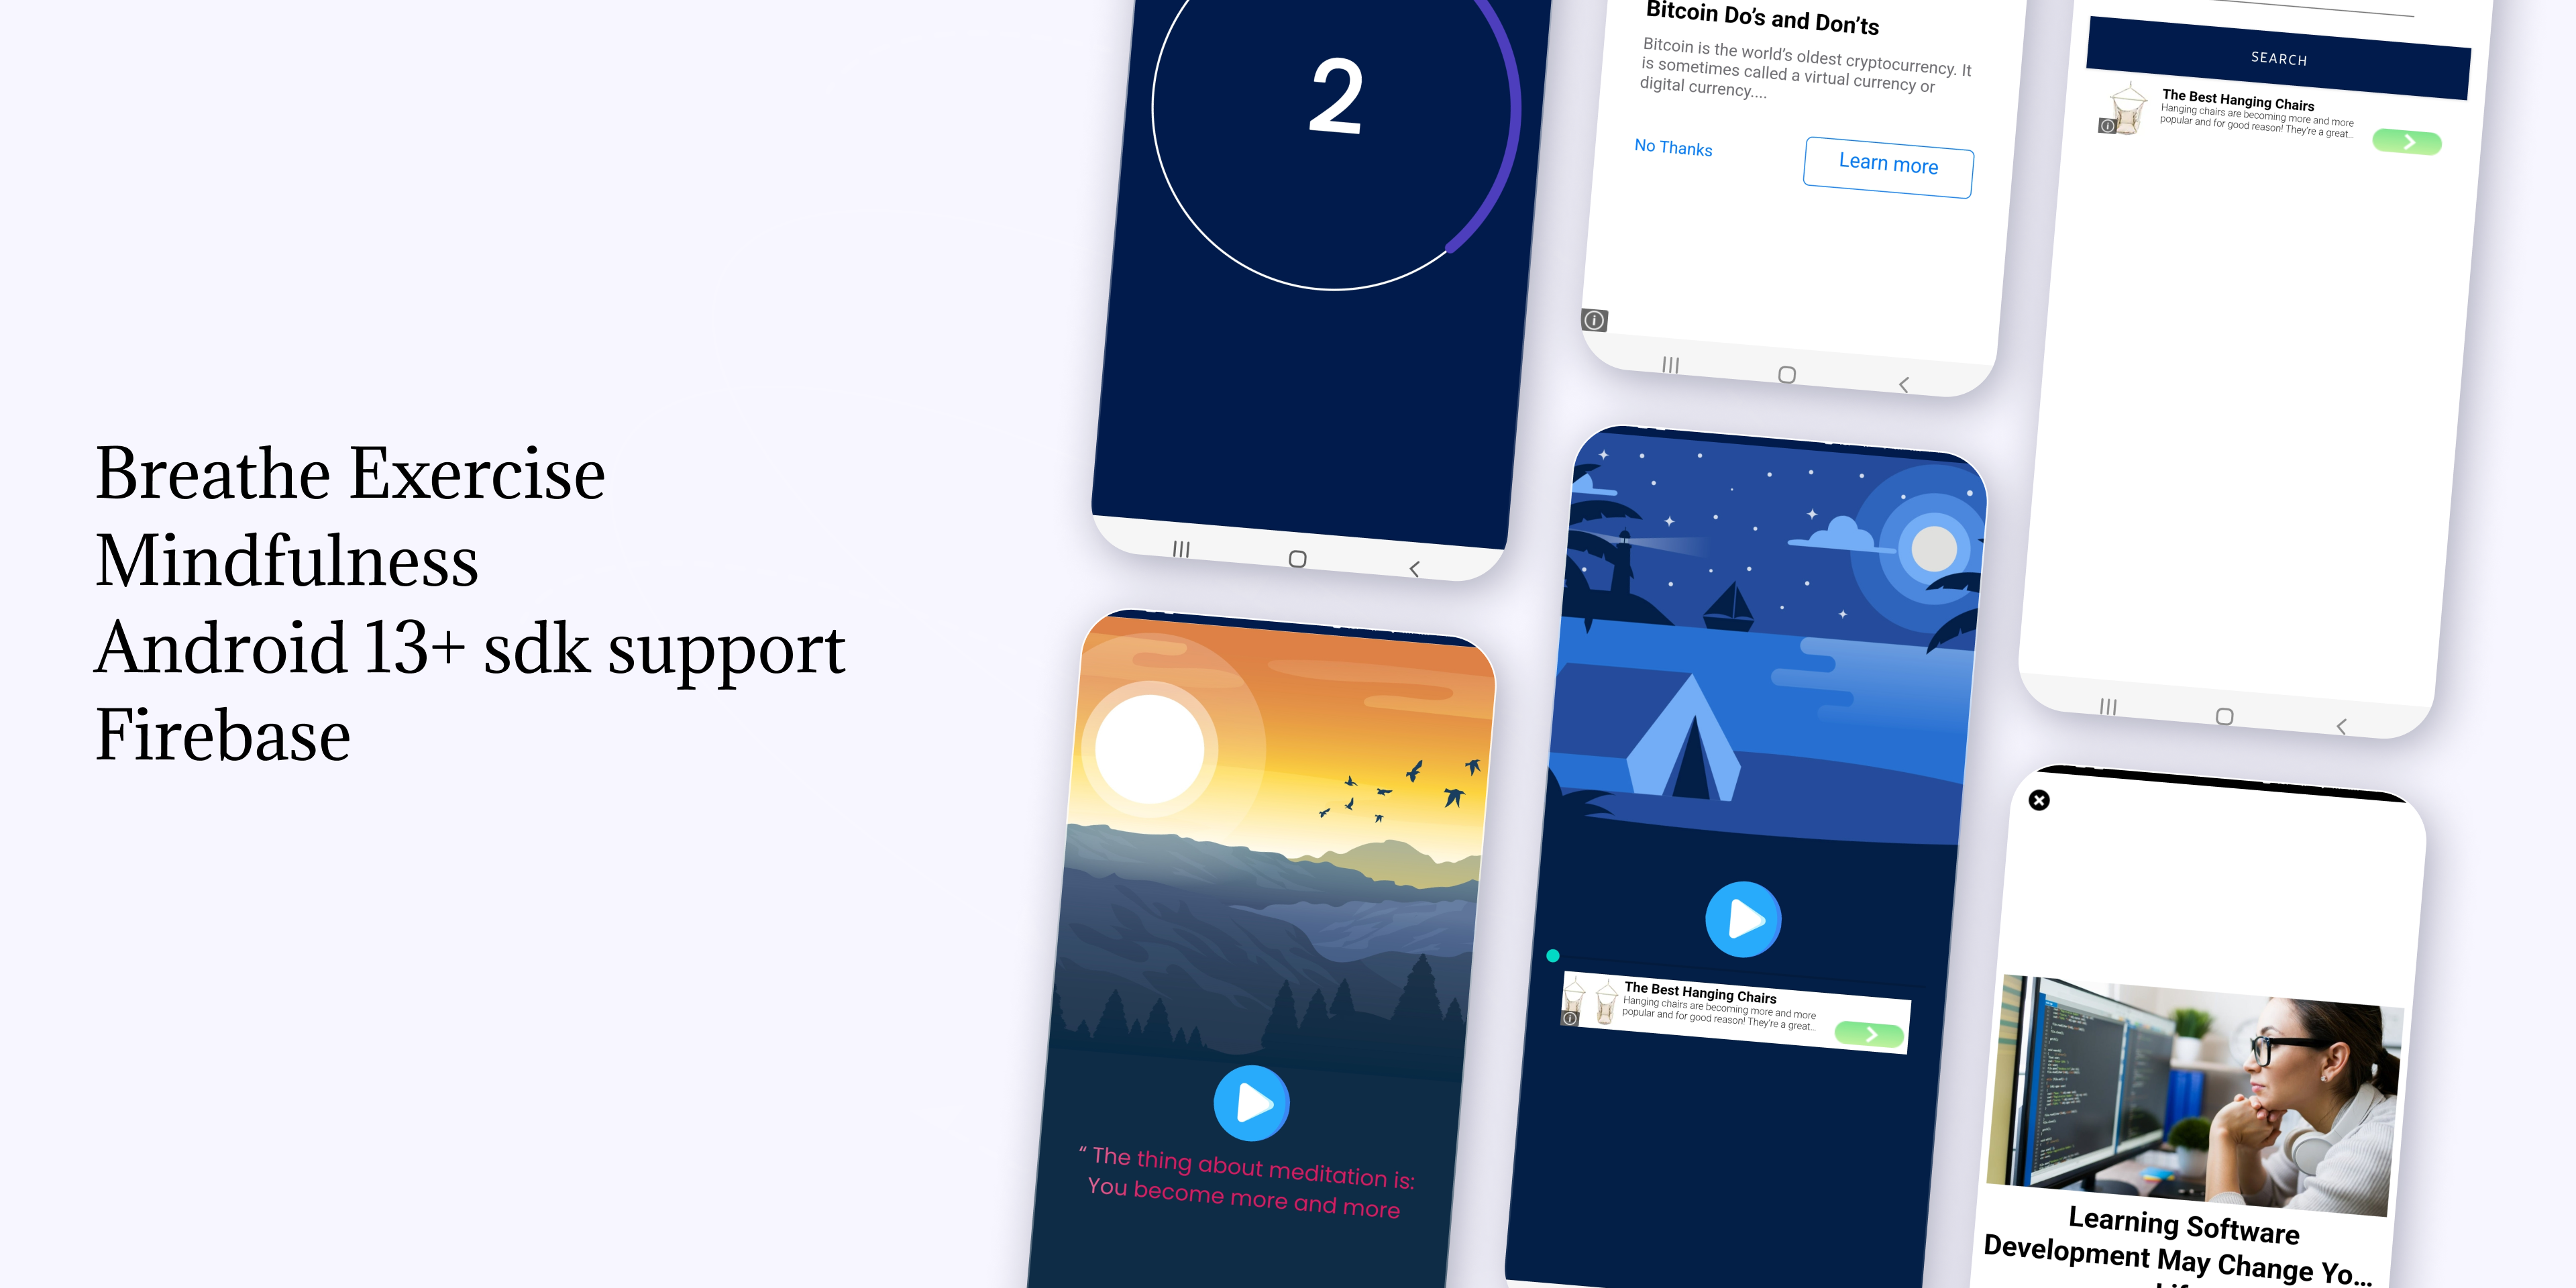 Breathe Exercise
Mindfulness
Android 13+ sdk support
Firebase
2
“ The thing about meditation is:
You become more and more
Bitcoin Do’s and Don’ts
Bitcoin is the world’s oldest cryptocurrency. It
is sometimes called a virtual currency or
digital currency....
No Thanks
Learn more
The Best Hanging Chairs
Hanging chairs are becoming more and more
popular and for good reason! They're a great...
SEARCH
The Best Hanging Chairs
Hanging chairs are becoming more and more
popular and for good reason! They're a great...
Learning Software
Development May Change Yo...